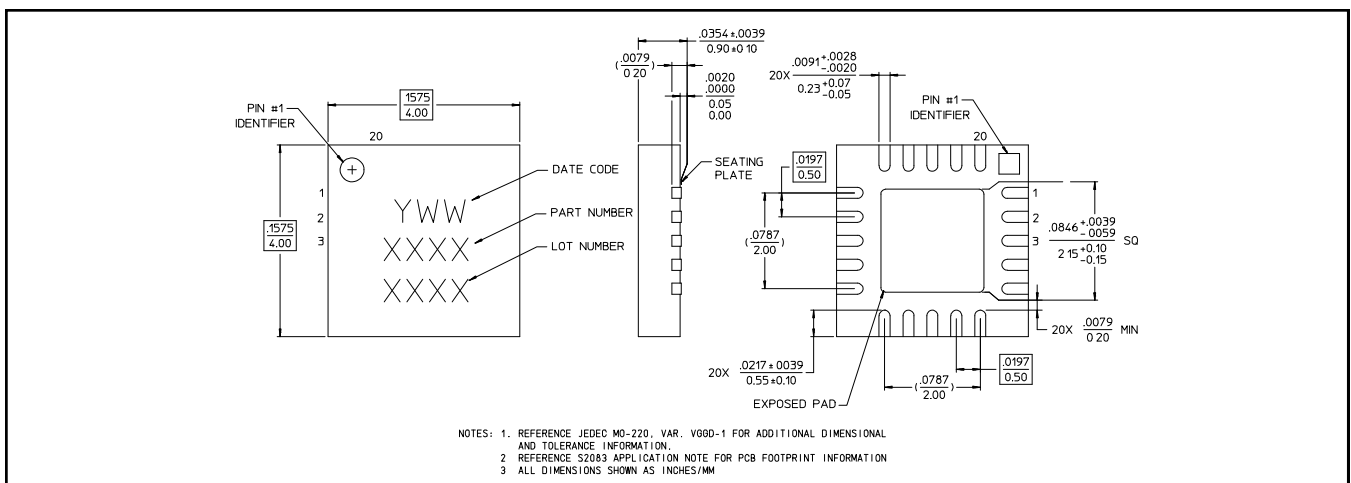 .0354±.0039
0.90±0 10
(.0079
0 20)
.0020
.0000
0.05
0.00
20X .0091 +.0028
-.0020
0.23 +0.07
-0.05
PIN #1
IDENTIFIER
.1575
4.00
20
PIN #1
IDENTIFIER
20
DATE CODE
SEATING
PLATE
.0197
0.50
1
2
3
YWW
XXXX
XXXX
PART NUMBER
LOT NUMBER
.1575
4.00
(.0787
2.00)
1
2
3
.0846 +.0039
-.0059 SQ
2 15 +0.10
-0.15
20X .0079 MIN
0 20
20X .0217±0039
0.55±0.10
(.0787
2.00)
.0197
0.50
EXPOSED PAD
NOTES: 1. REFERENCE JEDEC MO-220, VAR. VGGD-1 FOR ADDITIONAL DIMENSIONAL
AND TOLERANCE INFORMATION.
2 REFERENCE S2083 APPLICATION NOTE FOR PCB FOOTPRINT INFORMATION
3 ALL DIMENSIONS SHOWN AS INCHES/MM